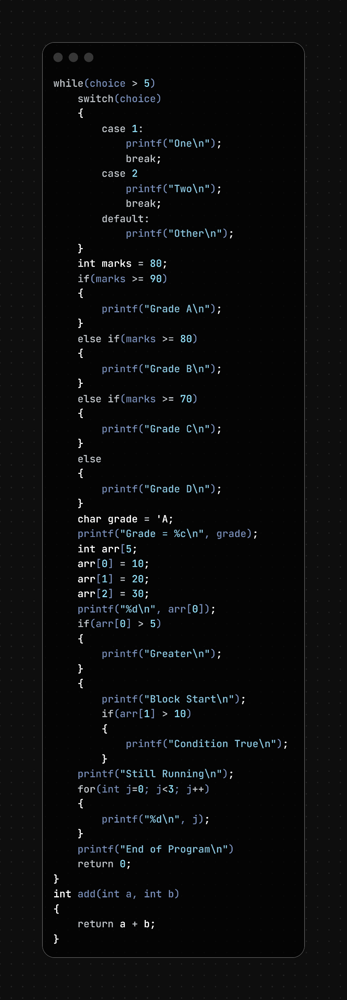 while(choice > 5)
    switch(choice)
    {
        case 1:
            printf("One\n");
            break;
        case 2
            printf("Two\n");
            break;
        default:
            printf("Other\n");
    }
    int marks = 80;
    if(marks >= 90)
    {
        printf("Grade A\n");
    }
    else if(marks >= 80)
    {
        printf("Grade B\n");
    }
    else if(marks >= 70)
    {
        printf("Grade C\n");
    }
    else
    {
        printf("Grade D\n");
    }
    char grade = 'A;
    printf("Grade = %c\n", grade);
    int arr[5;
    arr[0] = 10;
    arr[1] = 20;
    arr[2] = 30;
    printf("%d\n", arr[0]);
    if(arr[0] > 5)
    {
        printf("Greater\n");
    }
    {
        printf("Block Start\n");
        if(arr[1] > 10)
        {
            printf("Condition True\n");
        }
    printf("Still Running\n");
    for(int j=0; j<3; j++)
    {
        printf("%d\n", j);
    }
    printf("End of Program\n")
    return 0;
}
int add(int a, int b)
{
    return a + b;
}